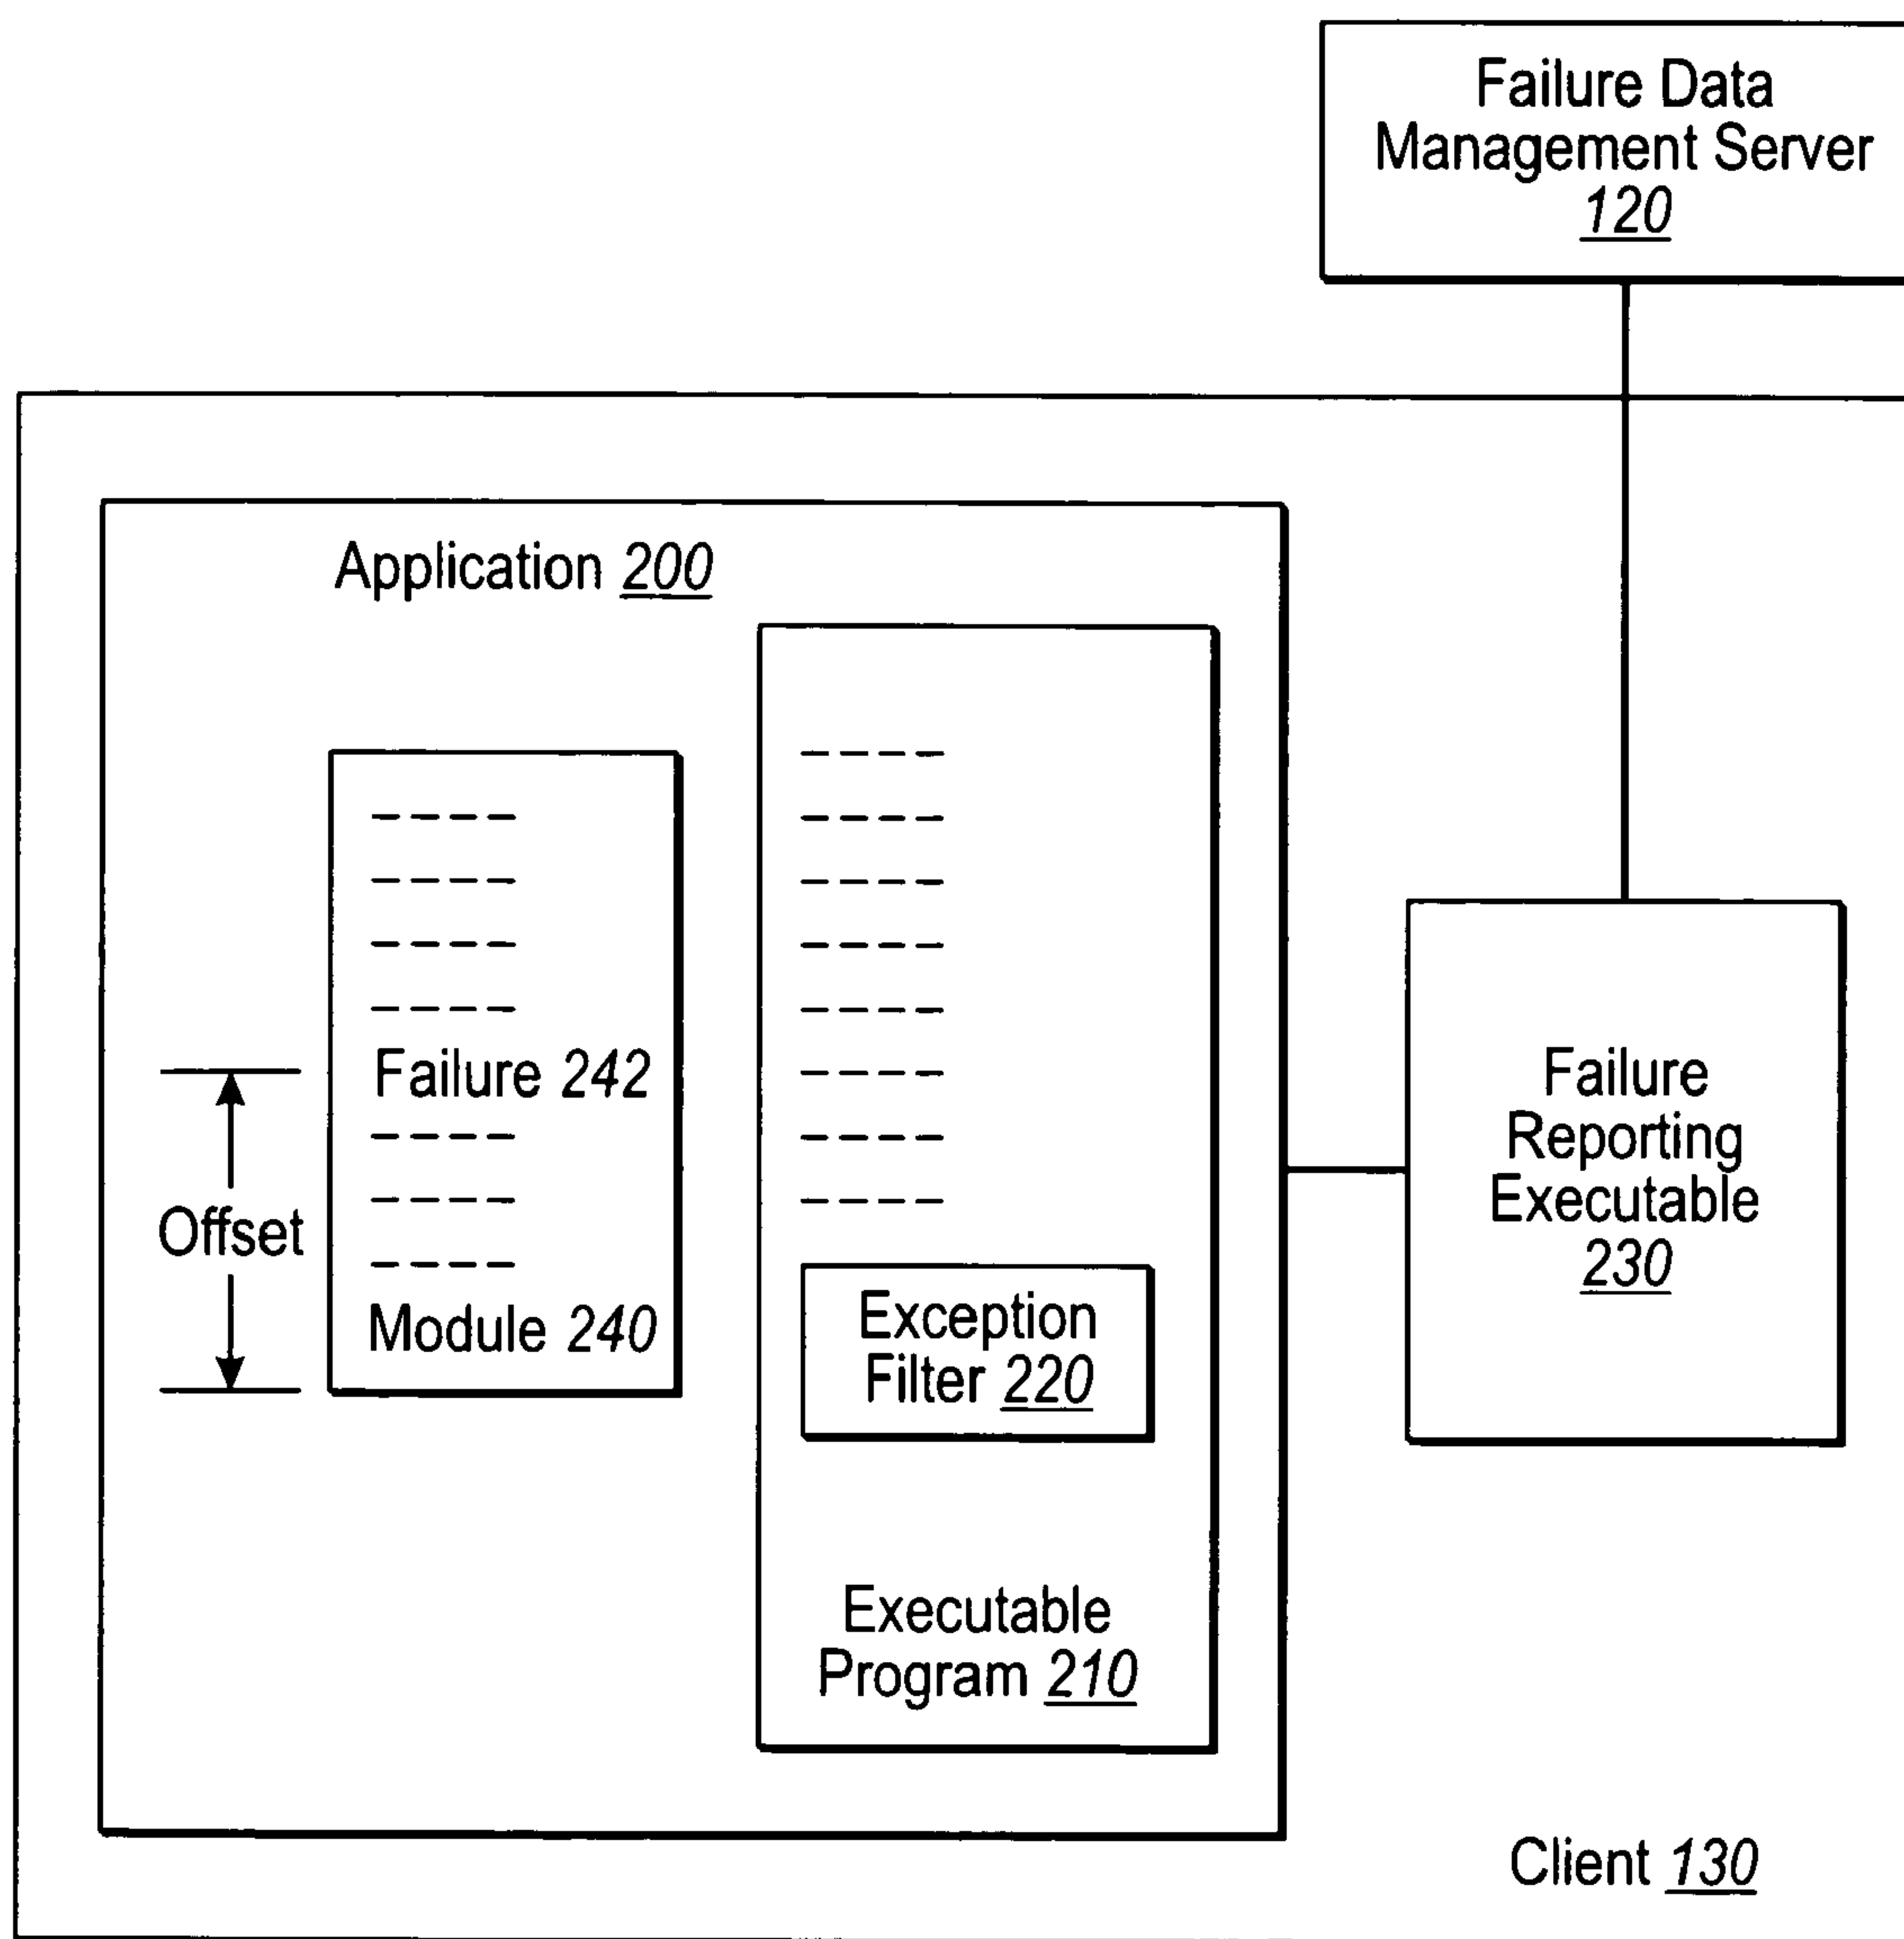 Failure Data
Management Server
120
Application 200
Failure 242
Offset
Module 240
Exception
Filter 220
Executable
Program 210
Failure
Reporting
Executable
230
Client 130